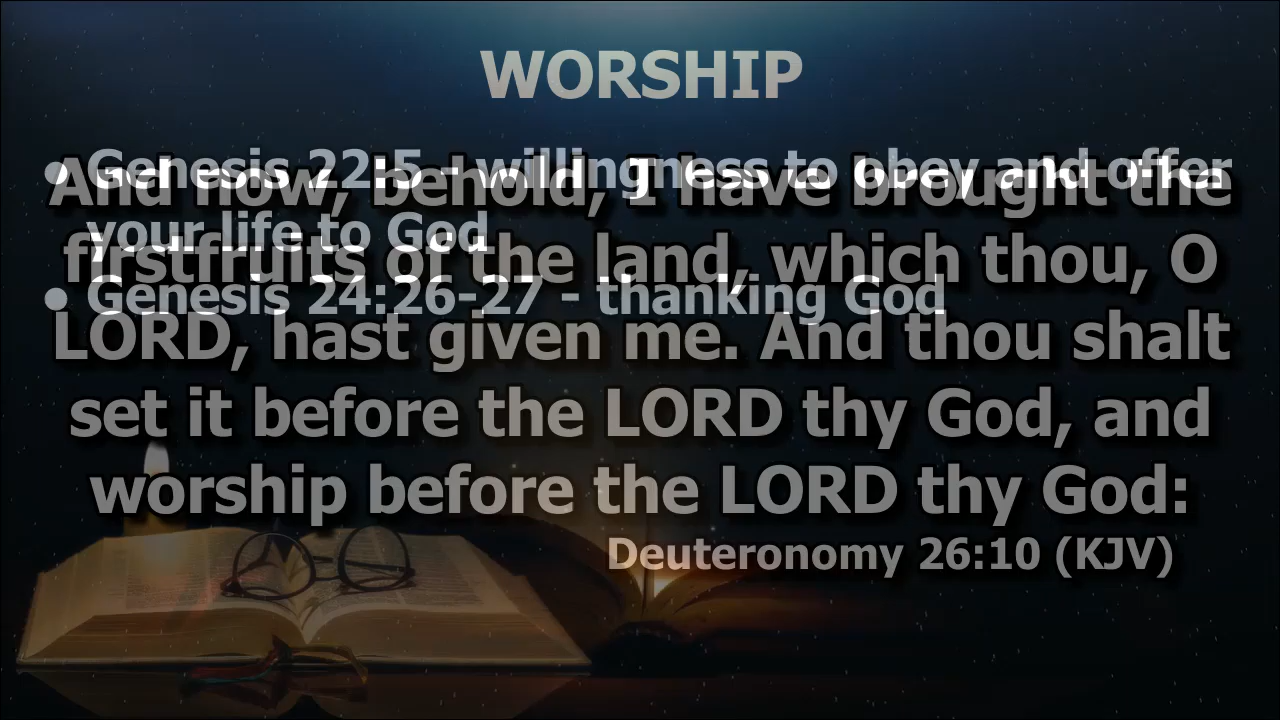 WORSHIP
• Genesis 22:5 - willingness to obey and offer
your life to God
• Genesis 24:26-27 - thanking God
And now, behold, I have brought the
firstfruits of the land, which thou, O
LORD, hast given me. And thou shalt
set it before the LORD thy God, and
worship before the LORD thy God:
Deuteronomy 26:10 (KJV)